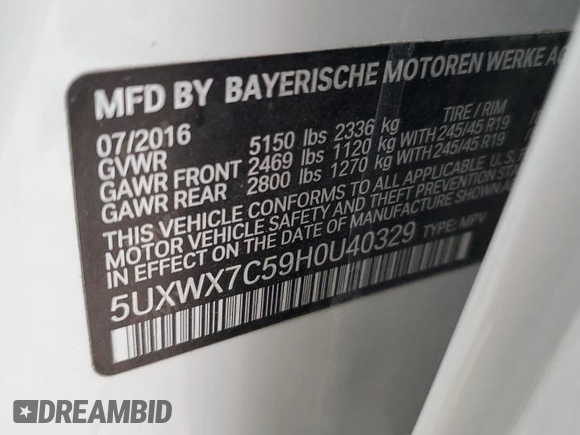 MFD BY BAYERISCHE MOTOREN WERKE AG
07/2016 TIRE / RIM
GVWR 5150 lbs 2336 kg
GAWR FRONT 2469 lbs 1120 kg WITH 245/45 R19
GAWR REAR 2800 lbs 1270 kg WITH 245/45 R19
THIS VEHICLE CONFORMS TO ALL APPLICABLE U.S.
MOTOR VEHICLE SAFETY AND THEFT
IN EFFECT ON THE DATE OF MANUFACTURE SHOWN
5UXWX7C59H0U40329 TYPE: MPV
DREAMBID